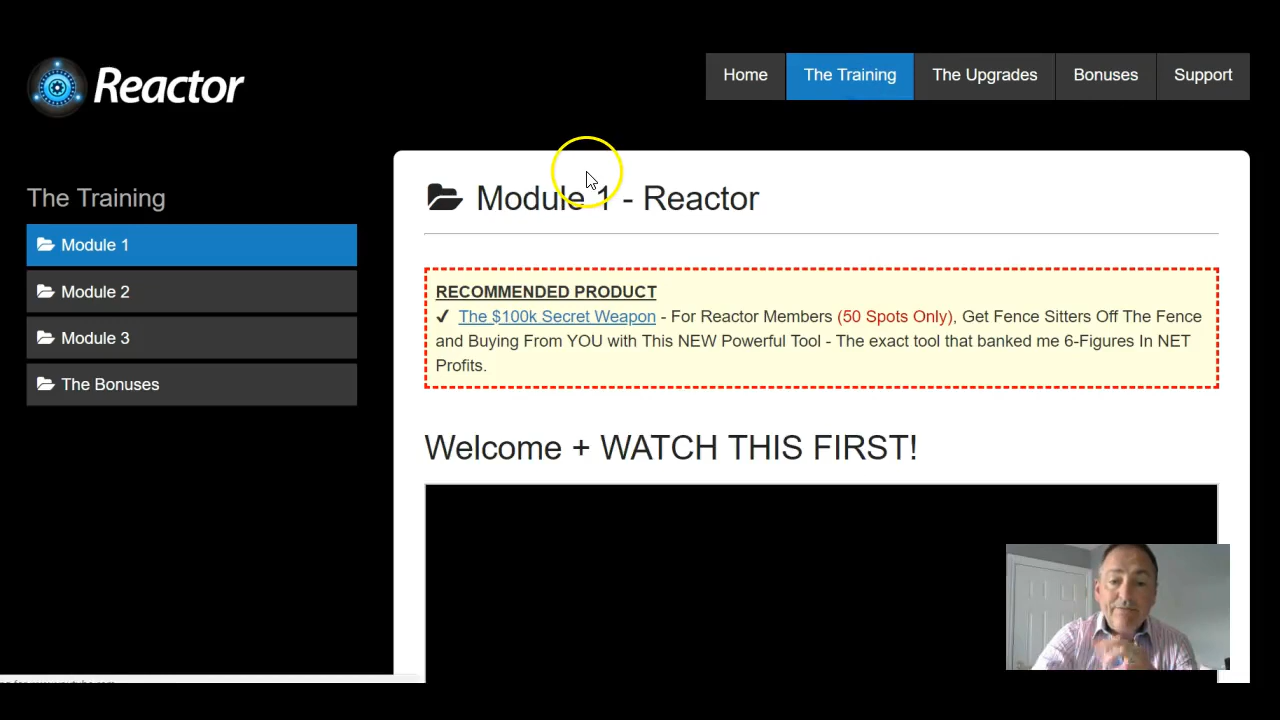 Reactor
Home
The Training
The Upgrades
Bonuses
Support
The Training
Module 1
Module 2
Module 3
The Bonuses
Module 1 - Reactor
RECOMMENDED PRODUCT
✔ The $100k Secret Weapon - For Reactor Members (50 Spots Only), Get Fence Sitters Off The Fence
and Buying From YOU with This NEW Powerful Tool - The exact tool that banked me 6-Figures In NET
Profits.
Welcome + WATCH THIS FIRST!